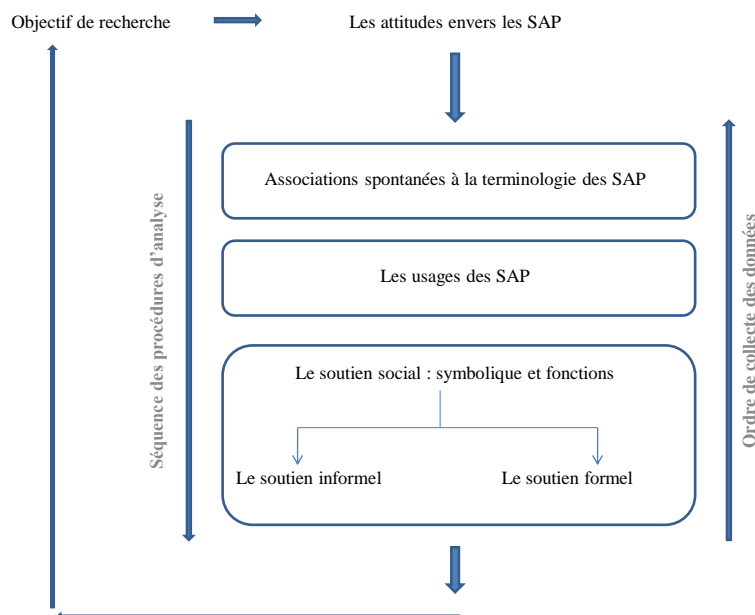 Objectif de recherche
Les attitudes envers les SAP
Séquence des procédures d’analyse
Associations spontanées à la terminologie des SAP
Les usages des SAP
Le soutien social : symbolique et fonctions
Le soutien informel
Le soutien formel
Ordre de collecte des données